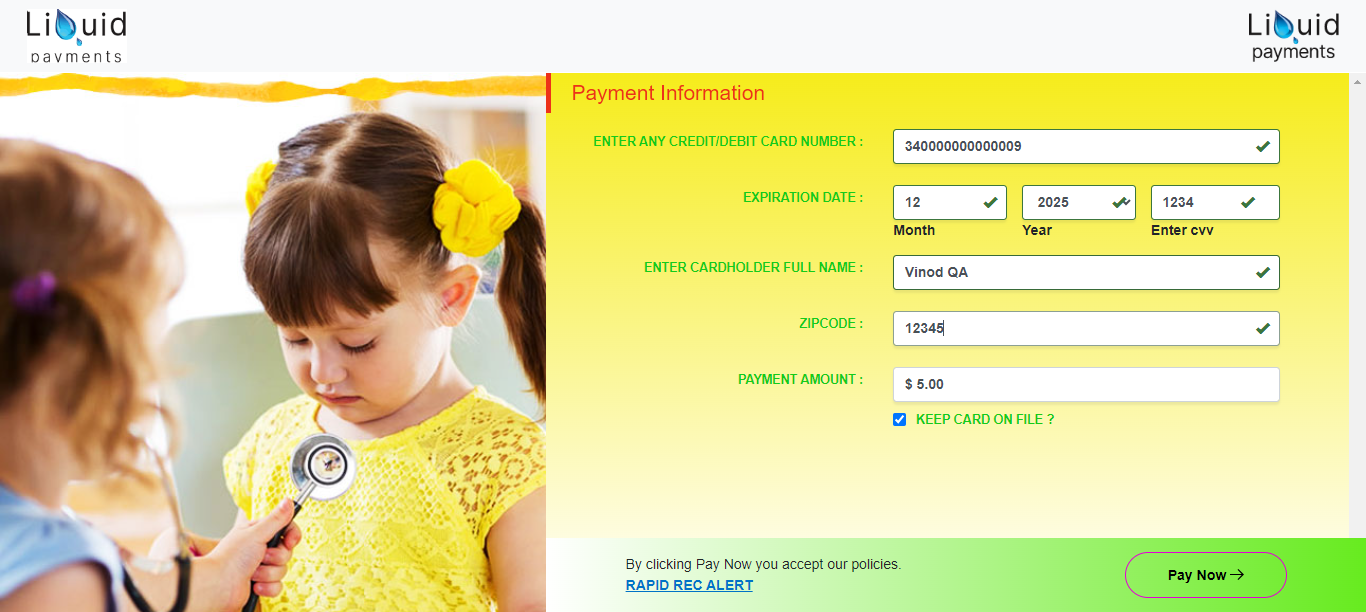 Liquid
payments
Liquid
payments
Payment Information
ENTER ANY CREDIT/DEBIT CARD NUMBER :
340000000000009
EXPIRATION DATE :
12
2025
1234
Month
Year
Enter cvv
ENTER CARDHOLDER FULL NAME :
Vinod QA
ZIPCODE :
12345
PAYMENT AMOUNT :
$ 5.00
KEEP CARD ON FILE ?
By clicking Pay Now you accept our policies.
RAPID REC ALERT
Pay Now